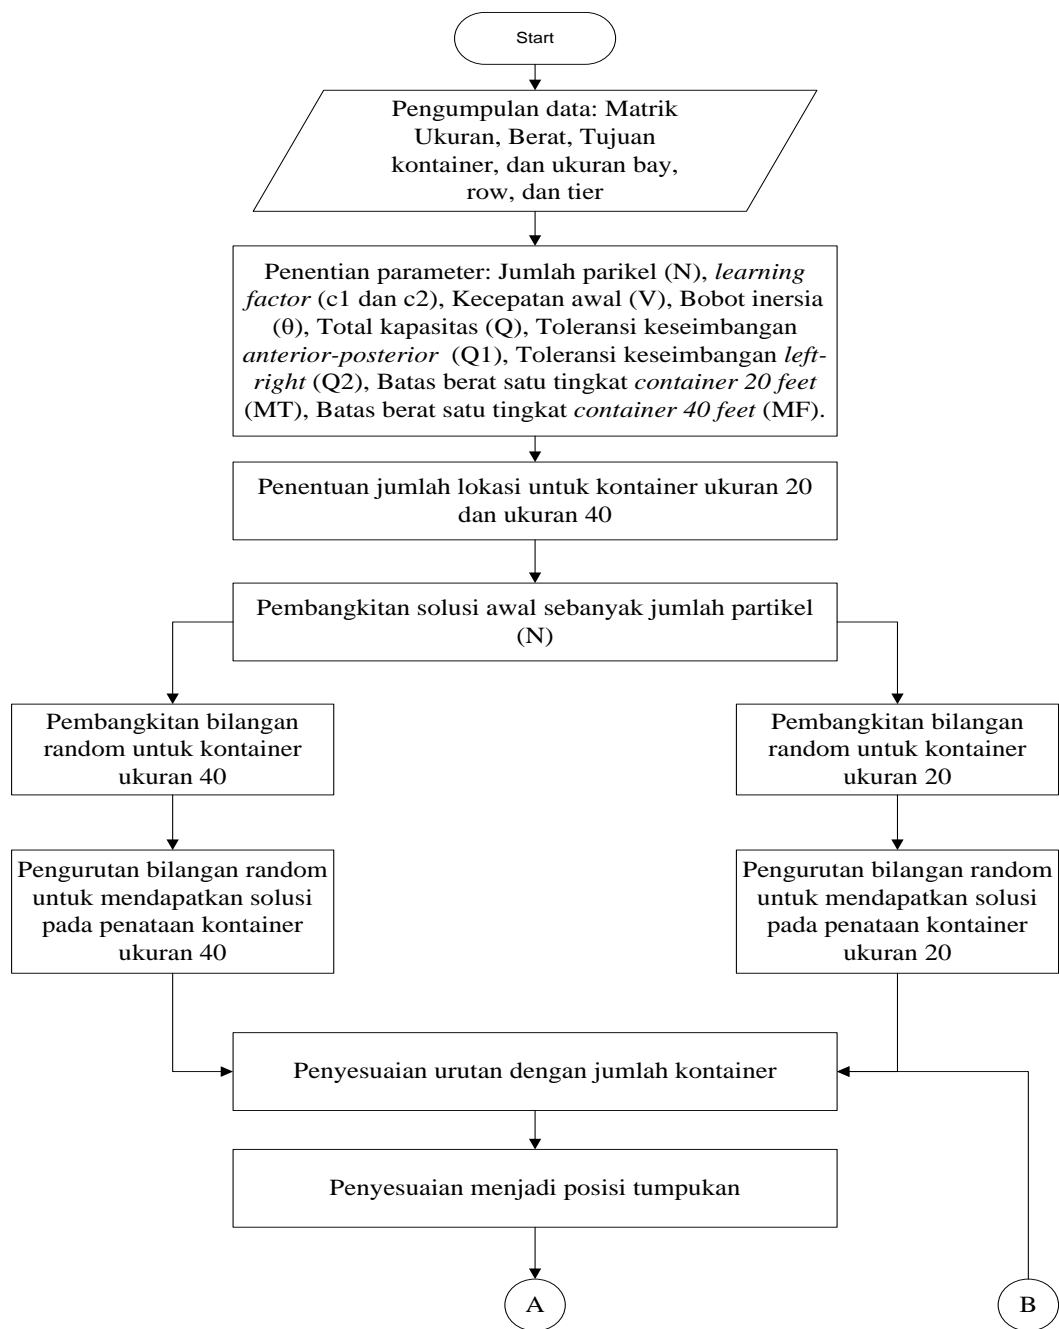 Start
Pengumpulan data: Matrik
Ukuran, Berat, Tujuan
kontainer, dan ukuran bay,
row, dan tier
Penentian parameter: Jumlah parikel (N), learning
factor (c1 dan c2), Kecepatan awal (V), Bobot inersia
(θ), Total kapasitas (Q), Toleransi keseimbangan
anterior-posterior (Q1), Toleransi keseimbangan left-
right (Q2), Batas berat satu tingkat container 20 feet
(MT), Batas berat satu tingkat container 40 feet (MF).
Penentuan jumlah lokasi untuk kontainer ukuran 20
dan ukuran 40
Pembangkitan solusi awal sebanyak jumlah partikel
(N)
Pembangkitan bilangan
random untuk kontainer
ukuran 40
Pembangkitan bilangan
random untuk kontainer
ukuran 20
Pengurutan bilangan random
untuk mendapatkan solusi
pada penataan kontainer
ukuran 40
Pengurutan bilangan random
untuk mendapatkan solusi
pada penataan kontainer
ukuran 20
Penyesuaian urutan dengan jumlah kontainer
Penyesuaian menjadi posisi tumpukan
A
B